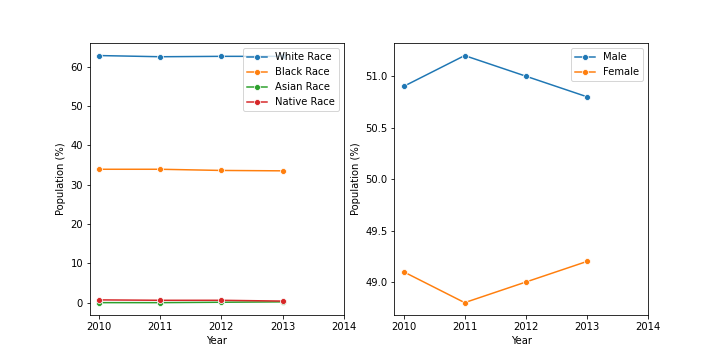 White Race
Black Race
Asian Race
Native Race
60
50
40
30
20
10
0
Population (%)
2010 2011 2012 2013 2014
Year
Male
Female
51.0
50.5
50.0
49.5
49.0
Population (%)
2010 2011 2012 2013 2014
Year